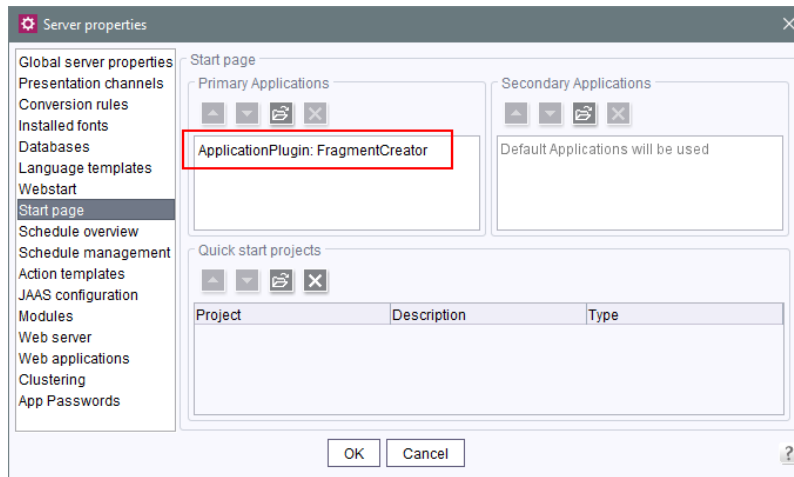 Server properties
Global server properties
Presentation channels
Conversion rules
Installed fonts
Databases
Language templates
Webstart
Start page
Schedule overview
Schedule management
Action templates
JAAS configuration
Modules
Web server
Web applications
Clustering
App Passwords
Start page
Primary Applications
ApplicationPlugin: FragmentCreator
Secondary Applications
Default Applications will be used
Quick start projects
Project Description Type
OK Cancel
?